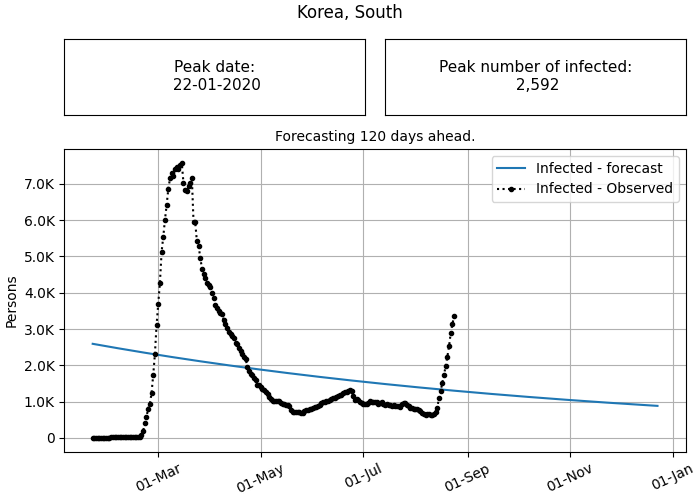 Korea, South
Peak date:
22-01-2020
Peak number of infected:
2,592
Forecasting 120 days ahead.
Infected - forecast
Infected - Observed
7.0K
6.0K
5.0K
4.0K
3.0K
2.0K
1.0K
0
Persons
01-Mar
01-May
01-Jul
01-Sep
01-Nov
01-Jan